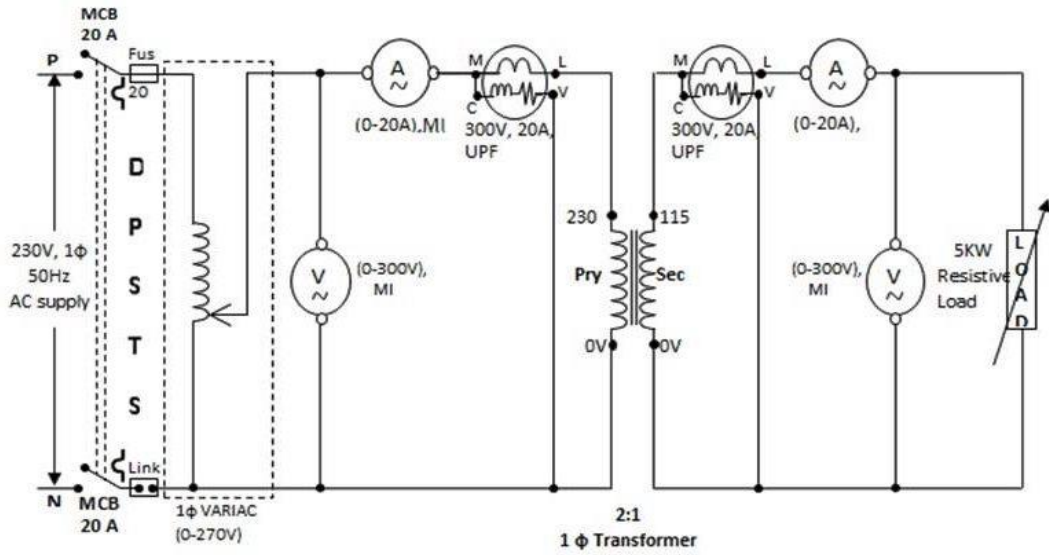 MCB
20 A
P
Fus
20
D
P
S
T
S
230V, 1ф
50Hz
AC supply
N
MCB
20 A
Link
1ф VARIAC
(0-270V)
A
~
(0-20A),MI
M
L
C
V
300V, 20A,
UPF
V
~
(0-300V),
MI
230
115
Pry
Sec
0V
0V
2:1
1 ф Transformer
M
L
C
V
300V, 20A,
UPF
A
~
(0-20A),
V
~
(0-300V),
MI
5KW
Resistive
Load
L
O
A
D